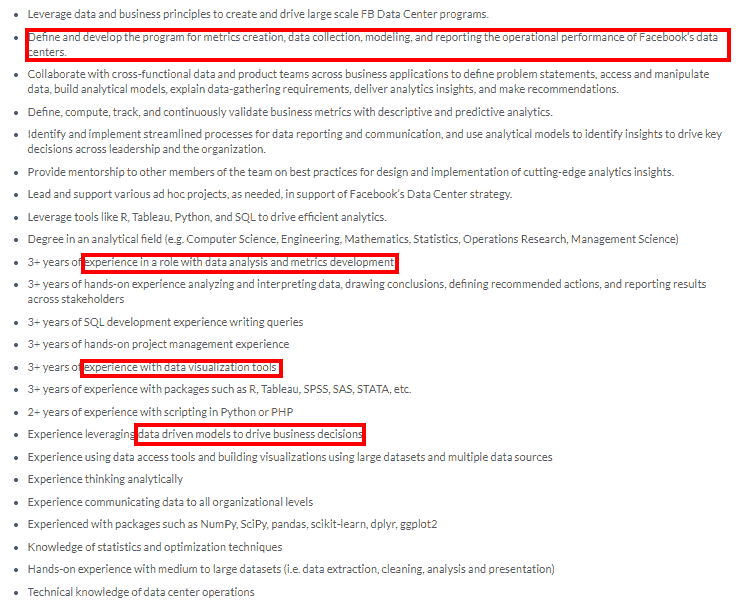 Leverage data and business principles to create and drive large scale FB Data Center programs.
Define and develop the program for metrics creation, data collection, modeling, and reporting the operational performance of Facebook's data
centers.
Collaborate with cross-functional data and product teams across business applications to define problem statements, access and manipulate
data, build analytical models, explain data-gathering requirements, deliver analytics insights, and make recommendations.
Define, compute, track, and continuously validate business metrics with descriptive and predictive analytics.
Identify and implement streamlined processes for data reporting and communication, and use analytical models to identify insights to drive key
decisions across leadership and the organization.
Provide mentorship to other members of the team on best practices for design and implementation of cutting-edge analytics insights.
Lead and support various ad hoc projects, as needed, in support of Facebook's Data Center strategy.
Leverage tools like R, Tableau, Python, and SQL to drive efficient analytics.
Degree in an analytical field (e.g. Computer Science, Engineering, Mathematics, Statistics, Operations Research, Management Science)
3+ years of experience in a role with data analysis and metrics development
3+ years of hands-on experience analyzing and interpreting data, drawing conclusions, defining recommended actions, and reporting results
across stakeholders
3+ years of SQL development experience writing queries
3+ years of hands-on project management experience
3+ years of experience with data visualization tools
3+ years of experience with packages such as R, Tableau, SPSS, SAS, STATA, etc.
2+ years of experience with scripting in Python or PHP
Experience leveraging data driven models to drive business decisions
Experience using data access tools and building visualizations using large datasets and multiple data sources
Experience thinking analytically
Experience communicating data to all organizational levels
Experienced with packages such as NumPy, SciPy, pandas, scikit-learn, dplyr, ggplot2
Knowledge of statistics and optimization techniques
Hands-on experience with medium to large datasets (i.e. data extraction, cleaning, analysis and presentation)
Technical knowledge of data center operations